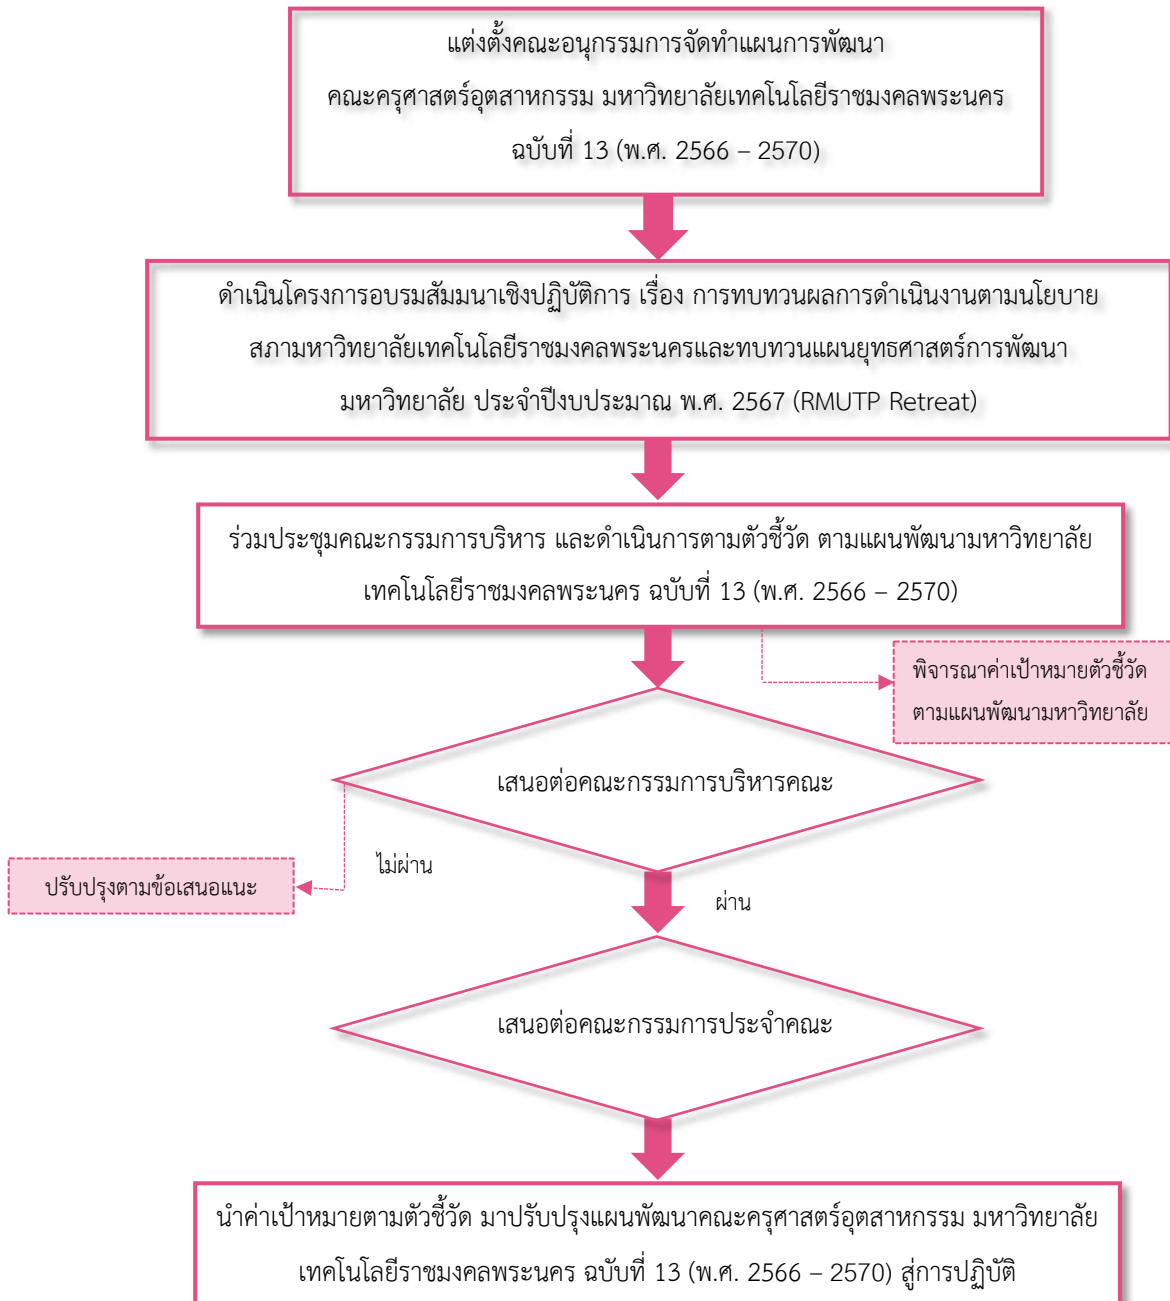 แต่งตั้งคณะอนุกรรมการจัดทำแผนการพัฒนา
คณะครุศาสตร์อุตสาหกรรม มหาวิทยาลัยเทคโนโลยีราชมงคลพระนคร
ฉบับที่ 13 (พ.ศ. 2566 – 2570)
ดำเนินโครงการอบรมสัมมนาเชิงปฏิบัติการ เรื่อง การทบทวนผลการดำเนินงานตามนโยบาย
สภามหาวิทยาลัยเทคโนโลยีราชมงคลพระนครและทบทวนแผนยุทธศาสตร์การพัฒนา
มหาวิทยาลัย ประจำปีงบประมาณ พ.ศ. 2567 (RMUTP Retreat)
ร่วมประชุมคณะกรรมการบริหาร และดำเนินการตามตัวชี้วัด ตามแผนพัฒนามหาวิทยาลัย
เทคโนโลยีราชมงคลพระนคร ฉบับที่ 13 (พ.ศ. 2566 – 2570)
พิจารณาค่าเป้าหมายตัวชี้วัด
ตามแผนพัฒนามหาวิทยาลัย
เสนอต่อคณะกรรมการบริหารคณะ
ไม่ผ่าน
ปรับปรุงตามข้อเสนอแนะ
ผ่าน
เสนอต่อคณะกรรมการประจำคณะ
นำค่าเป้าหมายตามตัวชี้วัด มาปรับปรุงแผนพัฒนาคณะครุศาสตร์อุตสาหกรรม มหาวิทยาลัย
เทคโนโลยีราชมงคลพระนคร ฉบับที่ 13 (พ.ศ. 2566 – 2570) สู่การปฏิบัติ